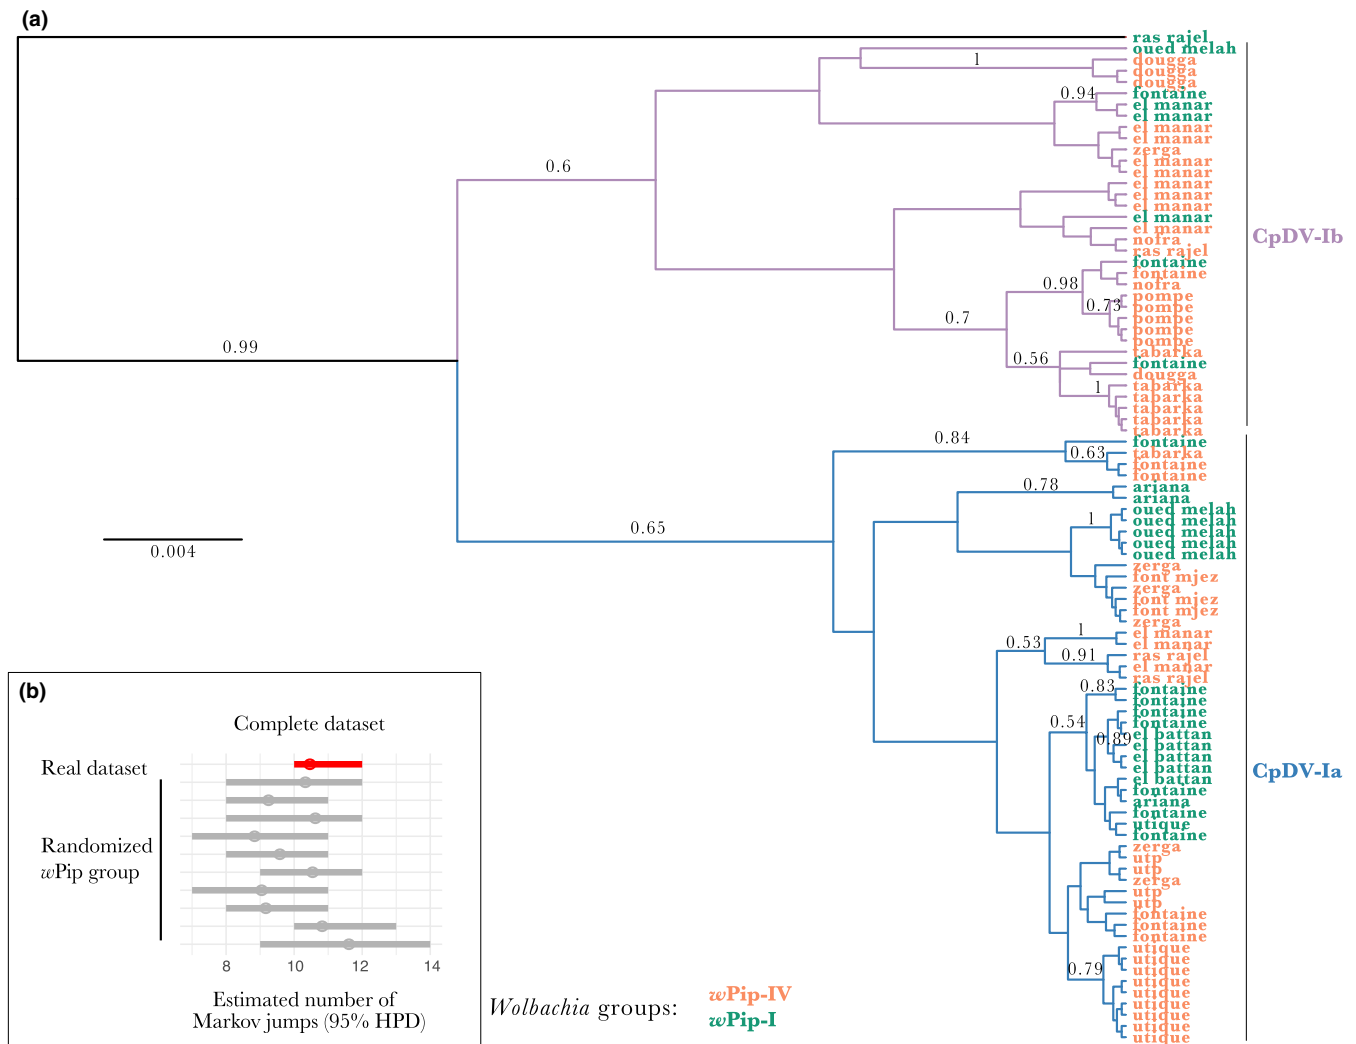 (a)
ras rajel
oued melah
dougga
1
dougga
dougga
0.94
fontaine
el manar
el manar
el manar
el manar
zerga
el manar
el manar
0.6
el manar
el manar
el manar
el manar
el manar
nofra
ras rajel
CpDV-Ib
fontaine
fontaine
0.98
nofra
pompe
0.73
pompe
pompe
0.7
pompe
pompe
tabarka
0.99
0.56
fontaine
dougga
1
tabarka
tabarka
tabarka
tabarka
tabarka
0.84
fontaine
0.63
tabarka
fontaine
fontaine
0.78
ariana
ariana
oued melah
1
oued melah
0.65
oued melah
oued melah
oued melah
0.004
zerga
font mjez
zerga
font mjez
font mjez
zerga
1
el manar
0.53
el manar
0.91
ras rajel
el manar
ras rajel
0.83
fontaine
fontaine
fontaine
0.54
fontaine
0.89
el battan
el battan
el battan
el battan
el battan
CpDV-Ia
fontaine
ariana
fontaine
utique
fontaine
zerga
utp
utp
zerga
utp
utp
fontaine
fontaine
fontaine
utique
utique
0.79
utique
utique
utique
utique
utique
utique
utique
(b)
Complete dataset
Real dataset
Randomized
wPip group
8 10 12 14
Estimated number of
Markov jumps (95% HPD)
Wolbachia groups:
wPip-IV
wPip-I